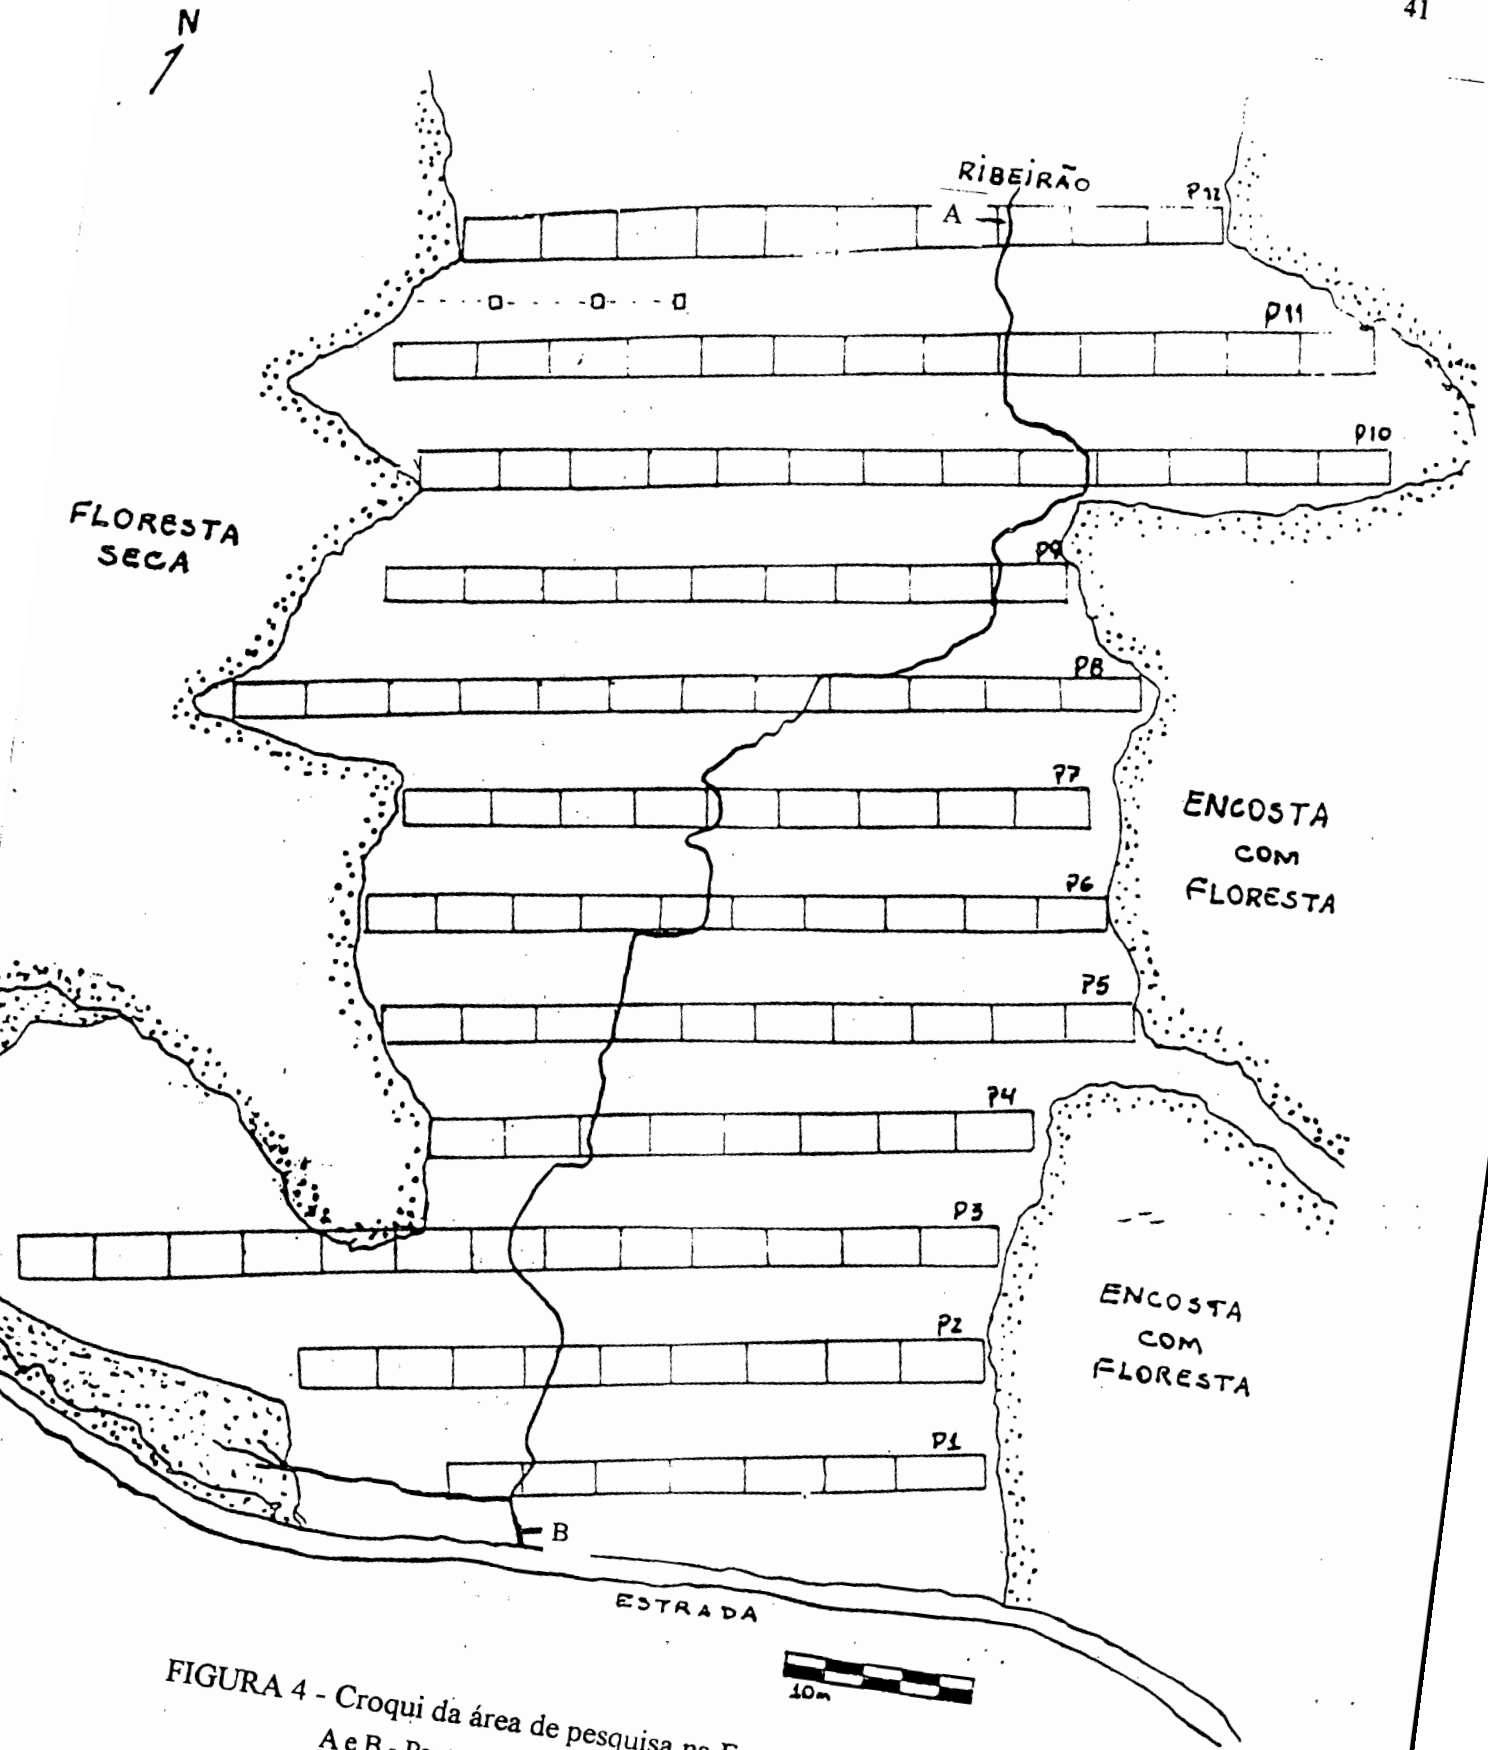 41
N
RIBEIRÃO
P12
A
P11
P10
FLORESTA
SECA
P9
P8
P7
ENCOSTA
COM
FLORESTA
P6
P5
P4
P3
ENCOSTA
COM
FLORESTA
P2
P1
B
ESTRADA
10m
FIGURA 4 - Croqui da área de pesquisa na
A e B -